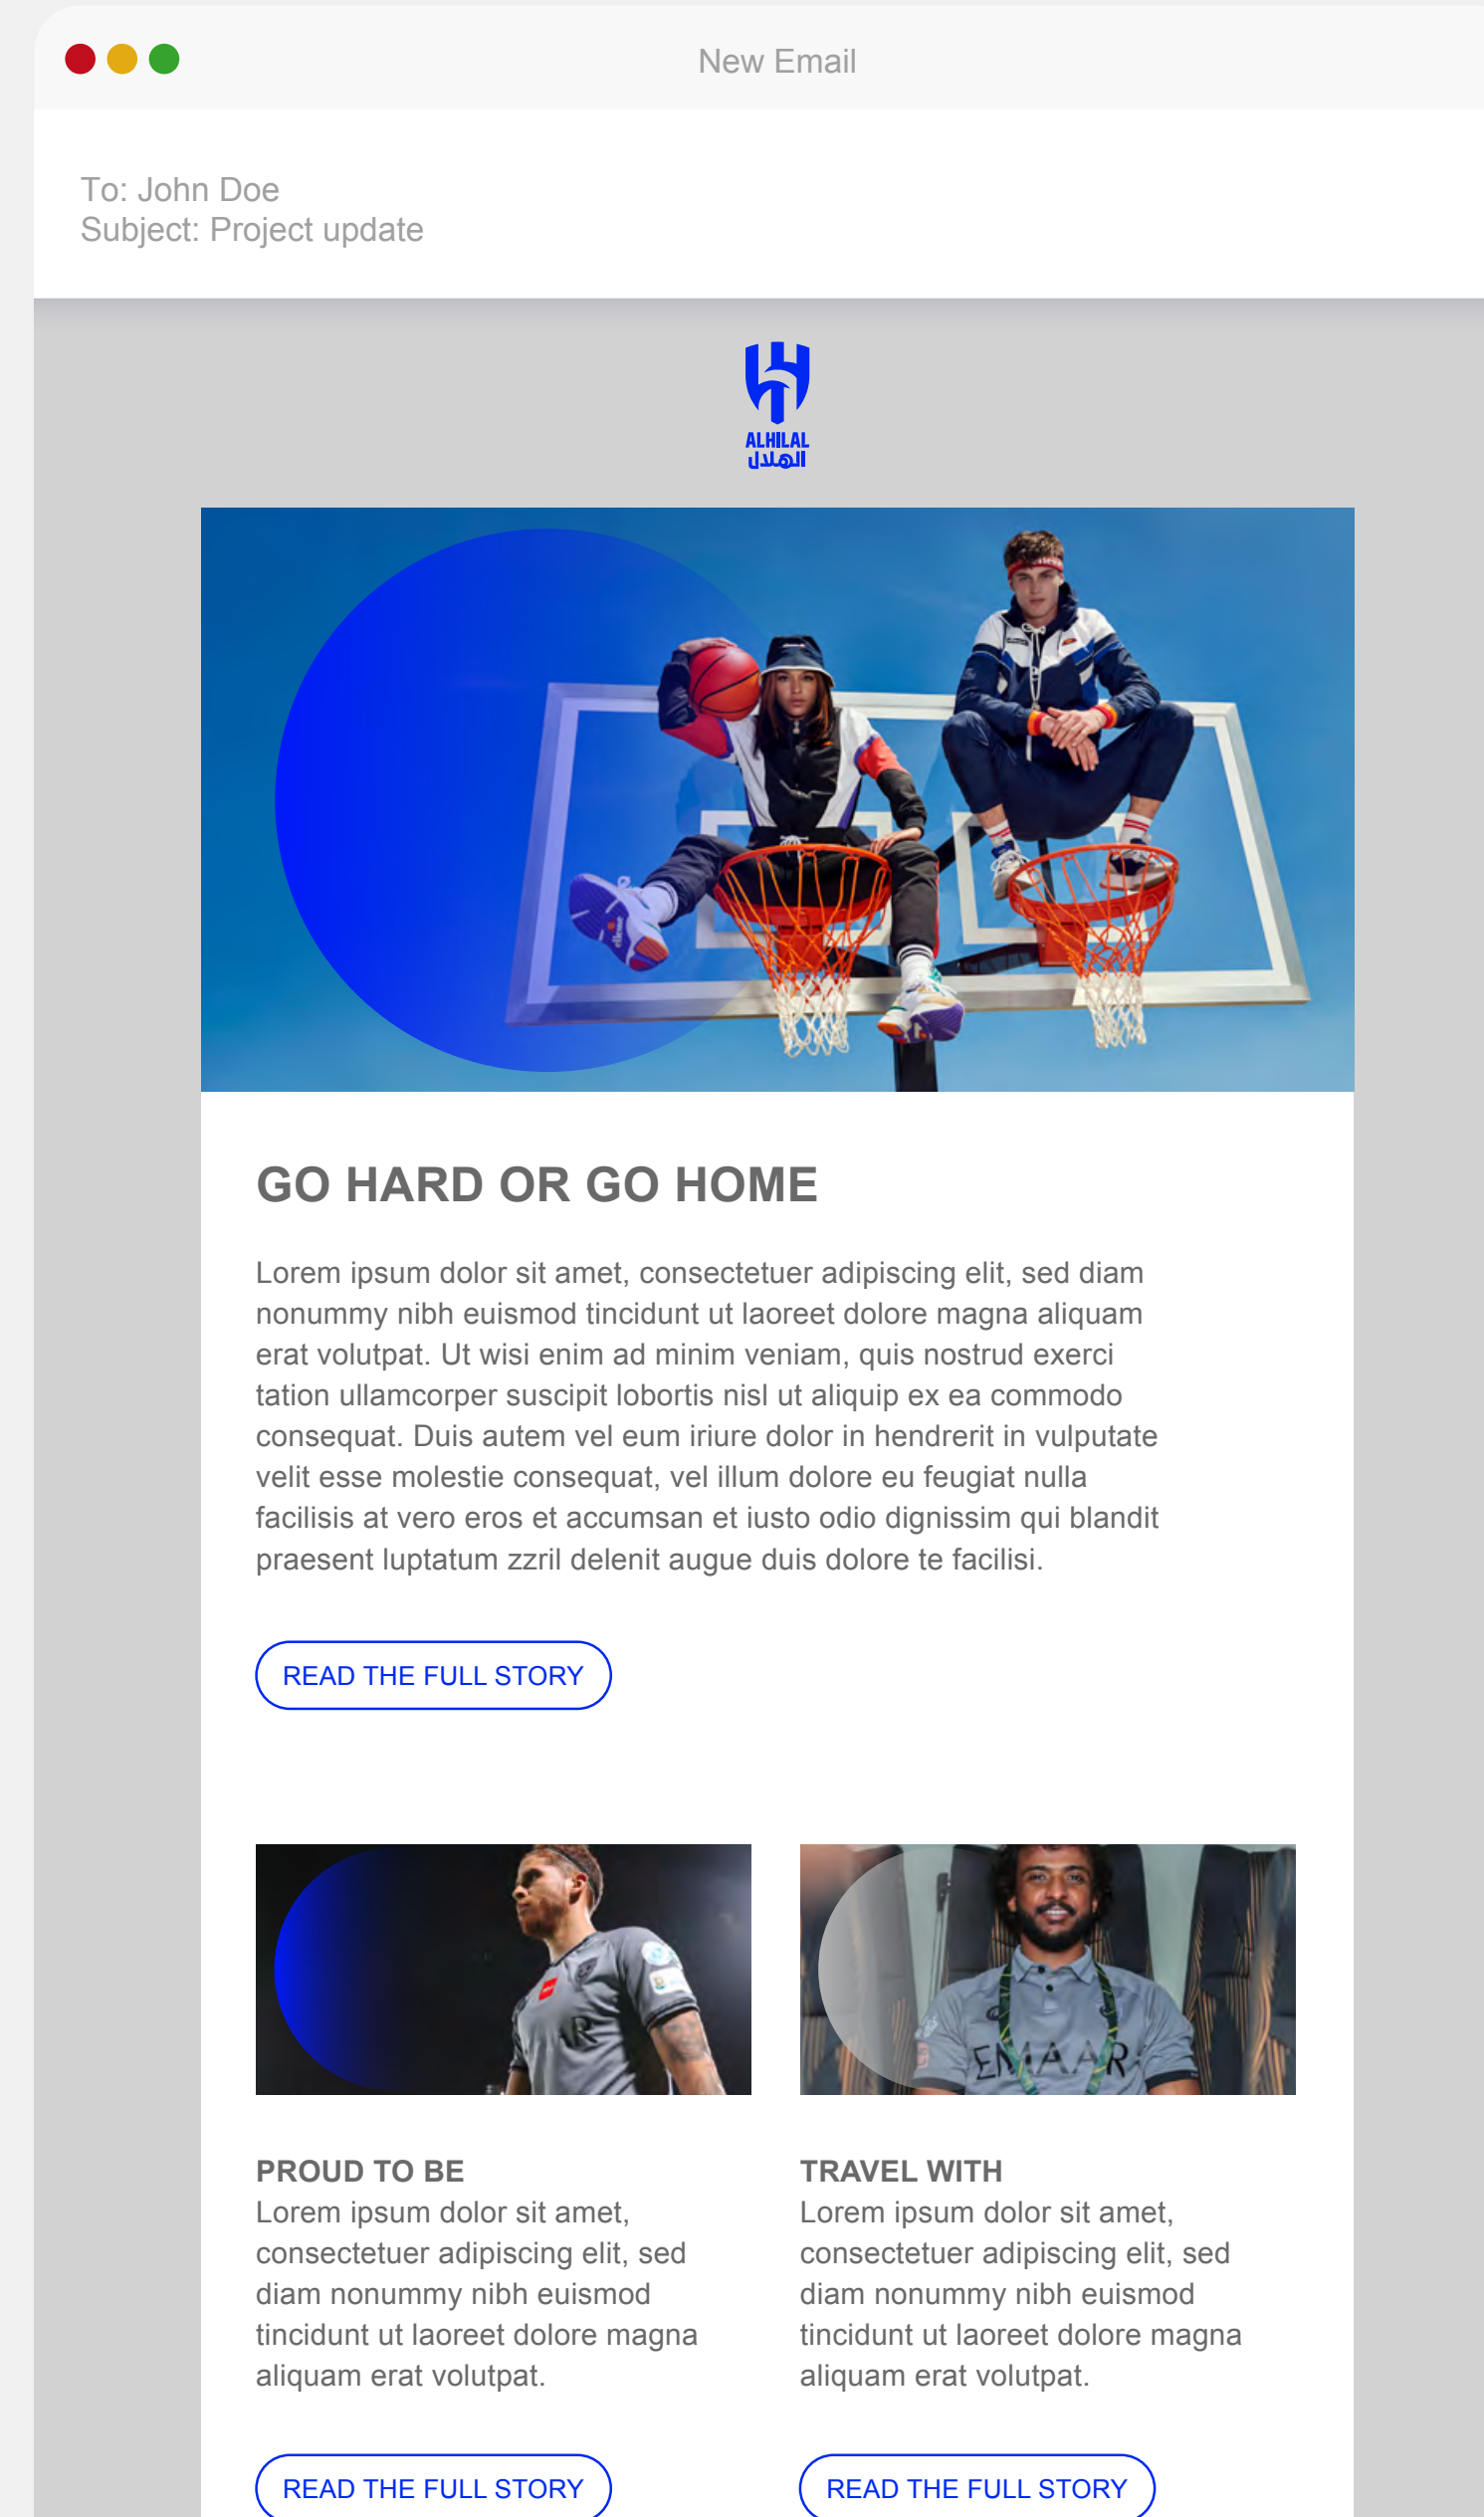 New Email
To: John Doe
Subject: Project update
ALHILAL
الهلال
ellesse
GO HARD OR GO HOME
Lorem ipsum dolor sit amet, consectetuer adipiscing elit, sed diam
nonummy nibh euismod tincidunt ut laoreet dolore magna aliquam
erat volutpat. Ut wisi enim ad minim veniam, quis nostrud exerci
tation ullamcorper suscipit lobortis nisl ut aliquip ex ea commodo
consequat. Duis autem vel eum iriure dolor in hendrerit in vulputate
velit esse molestie consequat, vel illum dolore eu feugiat nulla
facilisis at vero eros et accumsan et iusto odio dignissim qui blandit
praesent luptatum zzril delenit augue duis dolore te facilisi.
READ THE FULL STORY
EMAAR
PROUD TO BE
Lorem ipsum dolor sit amet,
consectetuer adipiscing elit, sed
diam nonummy nibh euismod
tincidunt ut laoreet dolore magna
aliquam erat volutpat.
READ THE FULL STORY
TRAVEL WITH
Lorem ipsum dolor sit amet,
consectetuer adipiscing elit, sed
diam nonummy nibh euismod
tincidunt ut laoreet dolore magna
aliquam erat volutpat.
READ THE FULL STORY